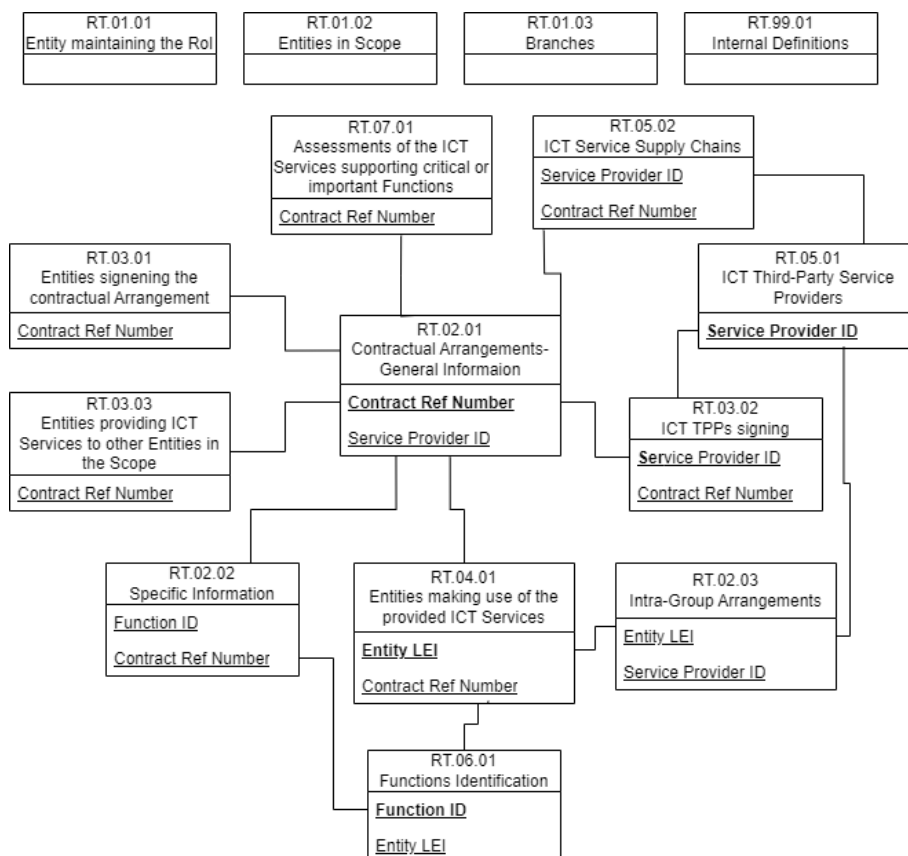 RT.01.01
Entity maintaining the RoI
RT.01.02
Entities in Scope
RT.01.03
Branches
RT.99.01
Internal Definitions
RT.07.01
Assessments of the ICT
Services supporting critical or
important Functions
Contract Ref Number
RT.05.02
ICT Service Supply Chains
Service Provider ID
Contract Ref Number
RT.03.01
Entities signening the
contractual Arrangement
Contract Ref Number
RT.05.01
ICT Third-Party Service
Providers
Service Provider ID
RT.02.01
Contractual Arrangements-
General Informaion
Contract Ref Number
Service Provider ID
RT.03.03
Entities providing ICT
Services to other Entities in
the Scope
Contract Ref Number
RT.03.02
ICT TPPs signing
Service Provider ID
Contract Ref Number
RT.02.02
Specific Information
Function ID
Contract Ref Number
RT.04.01
Entities making use of the
provided ICT Services
Entity LEI
Contract Ref Number
RT.02.03
Intra-Group Arrangements
Entity LEI
Service Provider ID
RT.06.01
Functions Identification
Function ID
Entity LEI